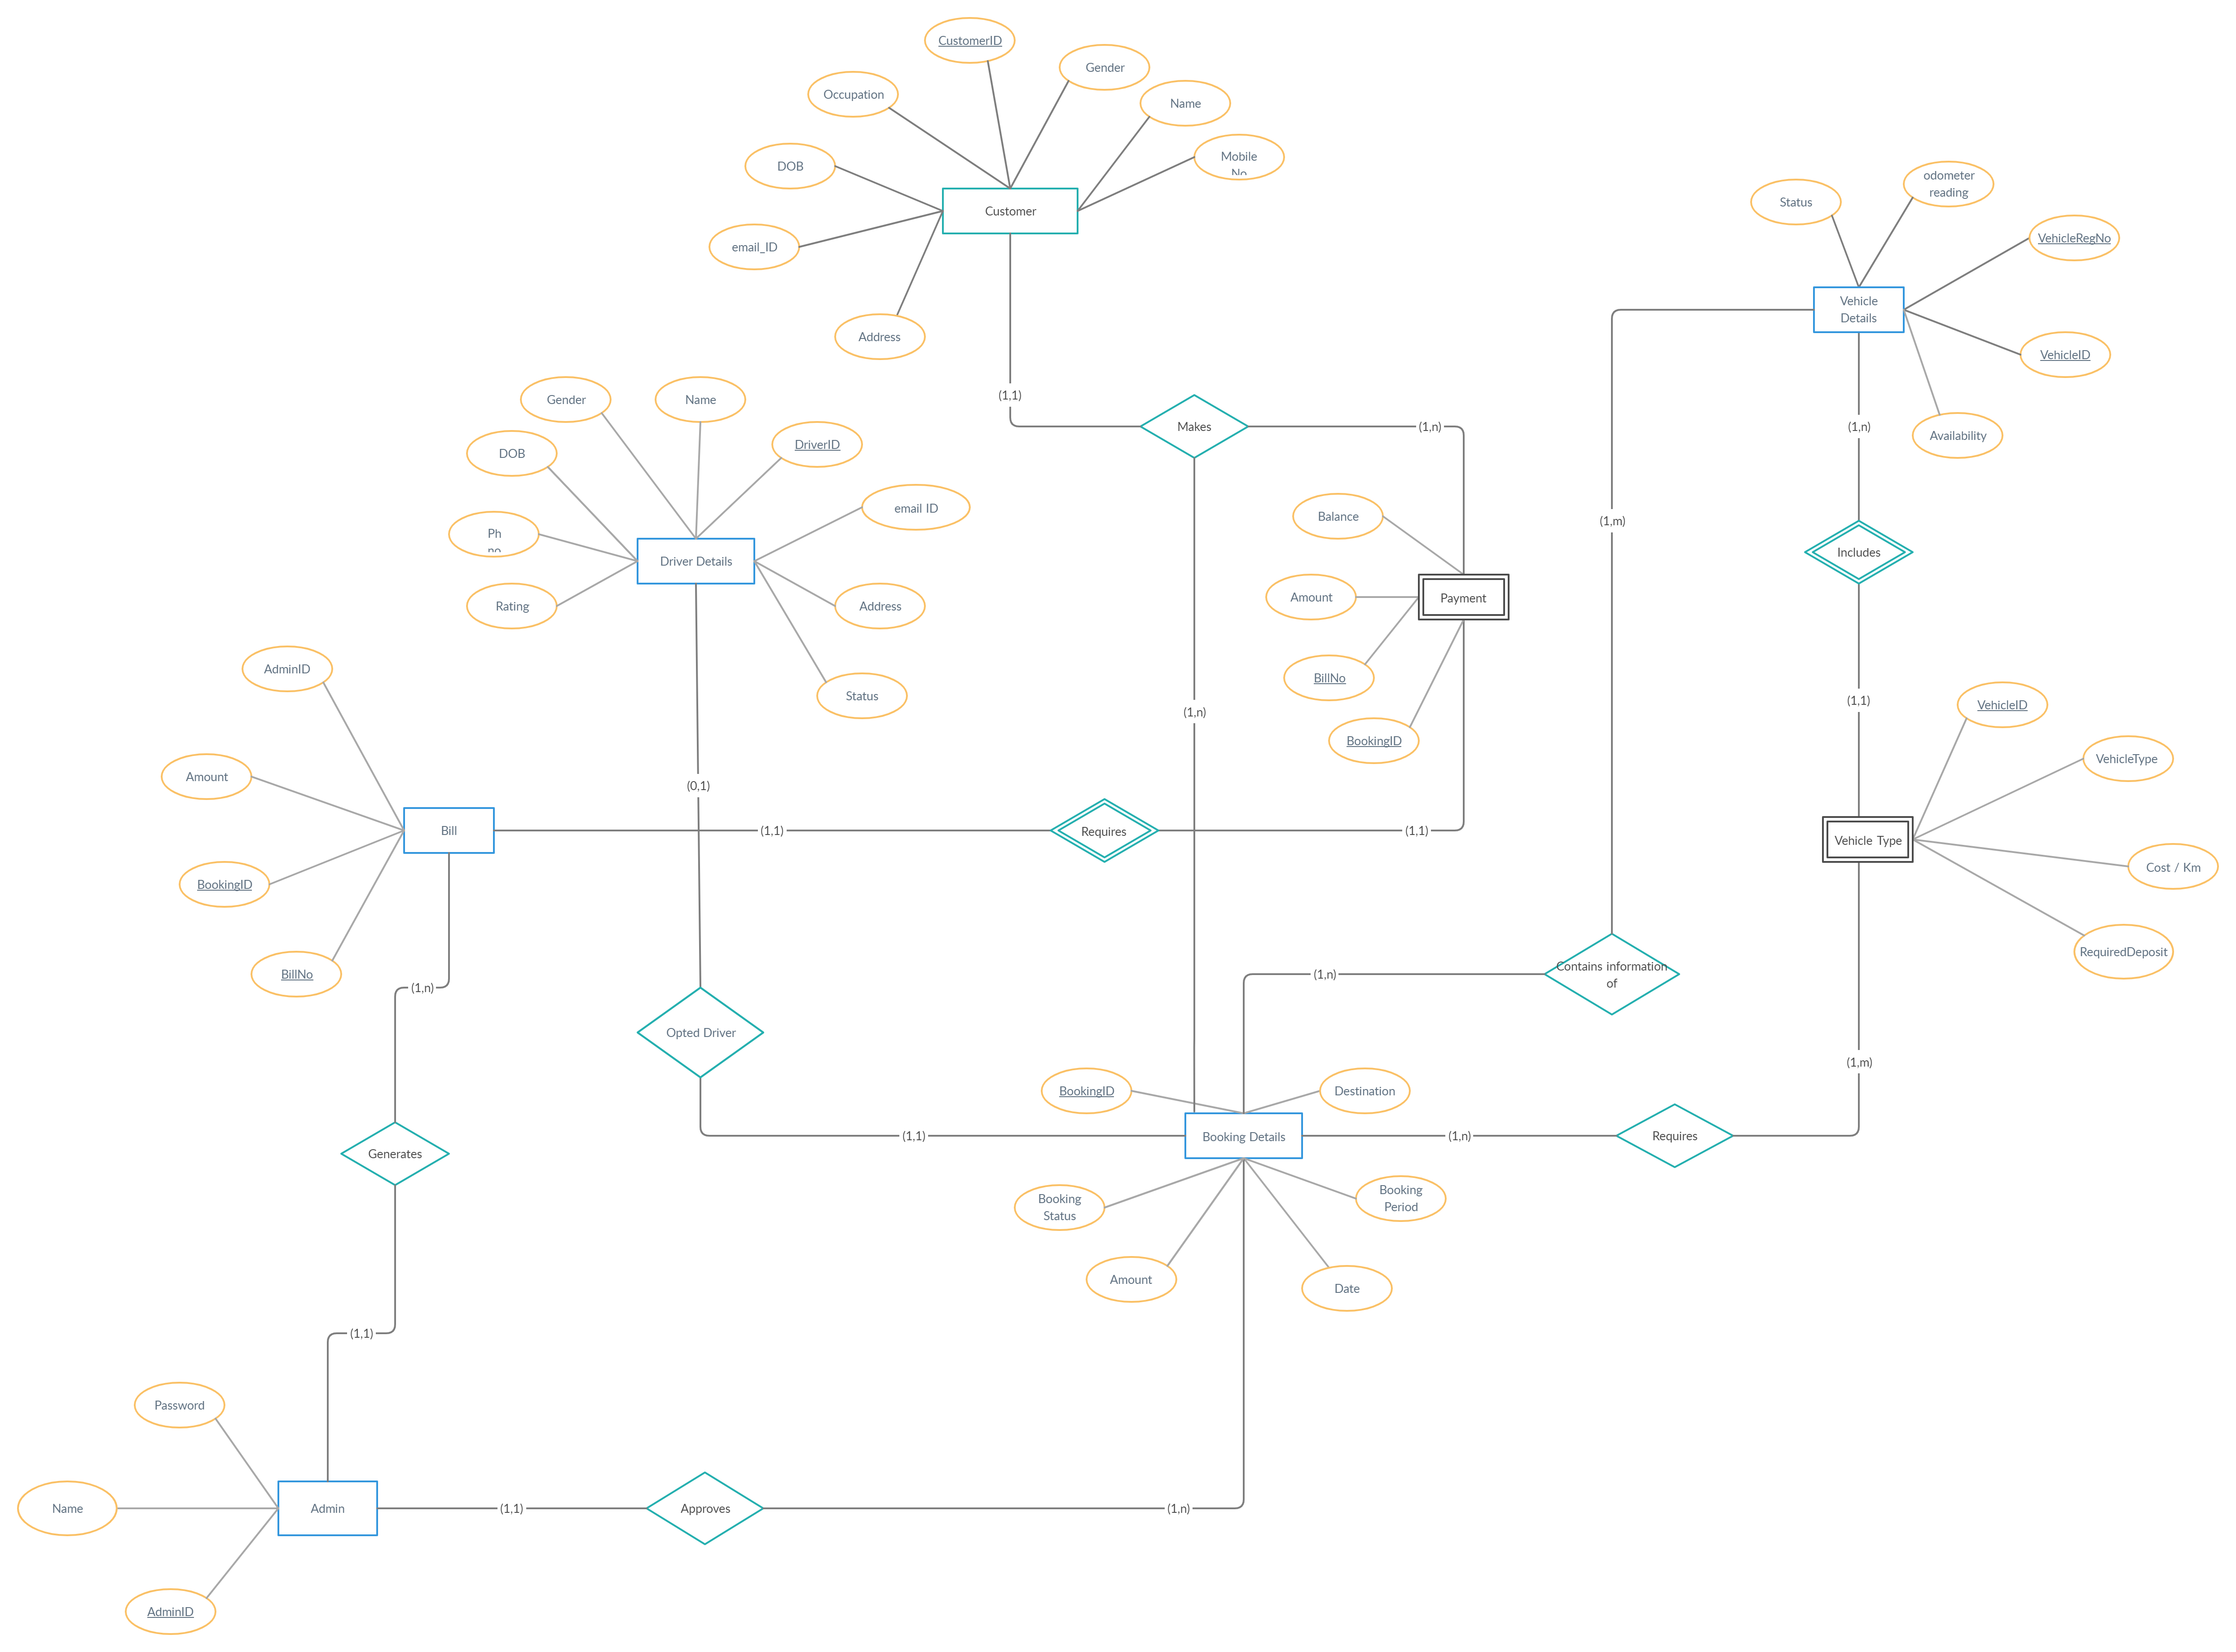 CustomerID
Gender
Occupation
Name
Mobile
No
DOB
Customer
email_ID
Address
Status
odometer
reading
VehicleRegNo
Vehicle
Details
VehicleID
Availability
(1,1)
Makes
(1,n)
(1,n)
Gender
Name
DriverID
DOB
email ID
Ph
no
Driver Details
Rating
Address
Status
Balance
Amount
Payment
BillNo
BookingID
(1,m)
Includes
(1,1)
(1,n)
AdminID
Amount
Bill
BookingID
BillNo
(0,1)
(1,1)
Requires
(1,1)
VehicleID
VehicleType
Vehicle Type
Cost / Km
RequiredDeposit
(1,n)
Opted Driver
(1,n)
Contains information
of
(1,m)
BookingID
Destination
(1,1)
Booking Details
(1,n)
Requires
Booking
Status
Booking
Period
Amount
Date
Generates
(1,1)
Password
Name
Admin
(1,1)
Approves
(1,n)
AdminID